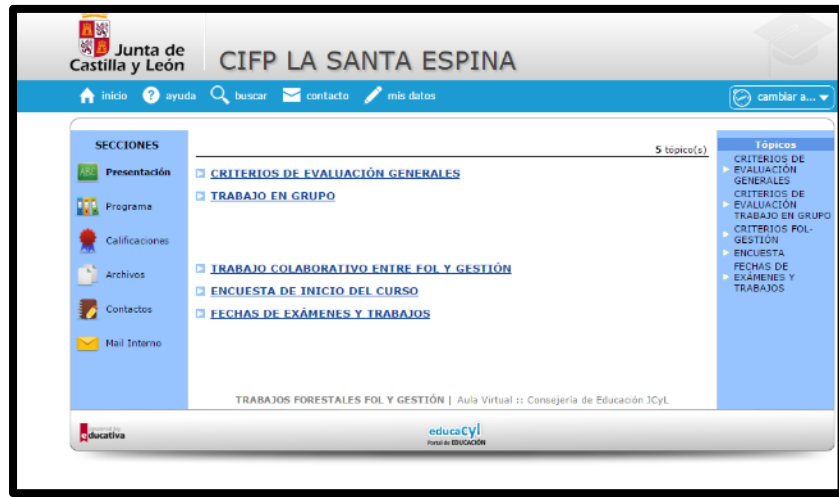 Junta de
Castilla y León
CIFP LA SANTA ESPINA
inicio ayuda buscar contacto mis datos
cambiar a...
SECCIONES
Presentación
Programa
Calificaciones
Archivos
Contactos
Mail Interno
5 tópico(s)
CRITERIOS DE EVALUACIÓN GENERALES
TRABAJO EN GRUPO
TRABAJO COLABORATIVO ENTRE FOL Y GESTIÓN
ENCUESTA DE INICIO DEL CURSO
FECHAS DE EXÁMENES Y TRABAJOS
Tópicos
CRITERIOS DE
EVALUACIÓN
GENERALES
CRITERIOS DE
EVALUACIÓN
TRABAJO EN GRUPO
CRITERIOS FOL-
GESTIÓN
ENCUESTA
FECHAS DE
EXÁMENES Y
TRABAJOS
TRABAJOS FORESTALES FOL Y GESTIÓN | Aula Virtual :: Consejería de Educación JCyL
powered by
educativa
educaCyl
Portal de EDUCACIÓN